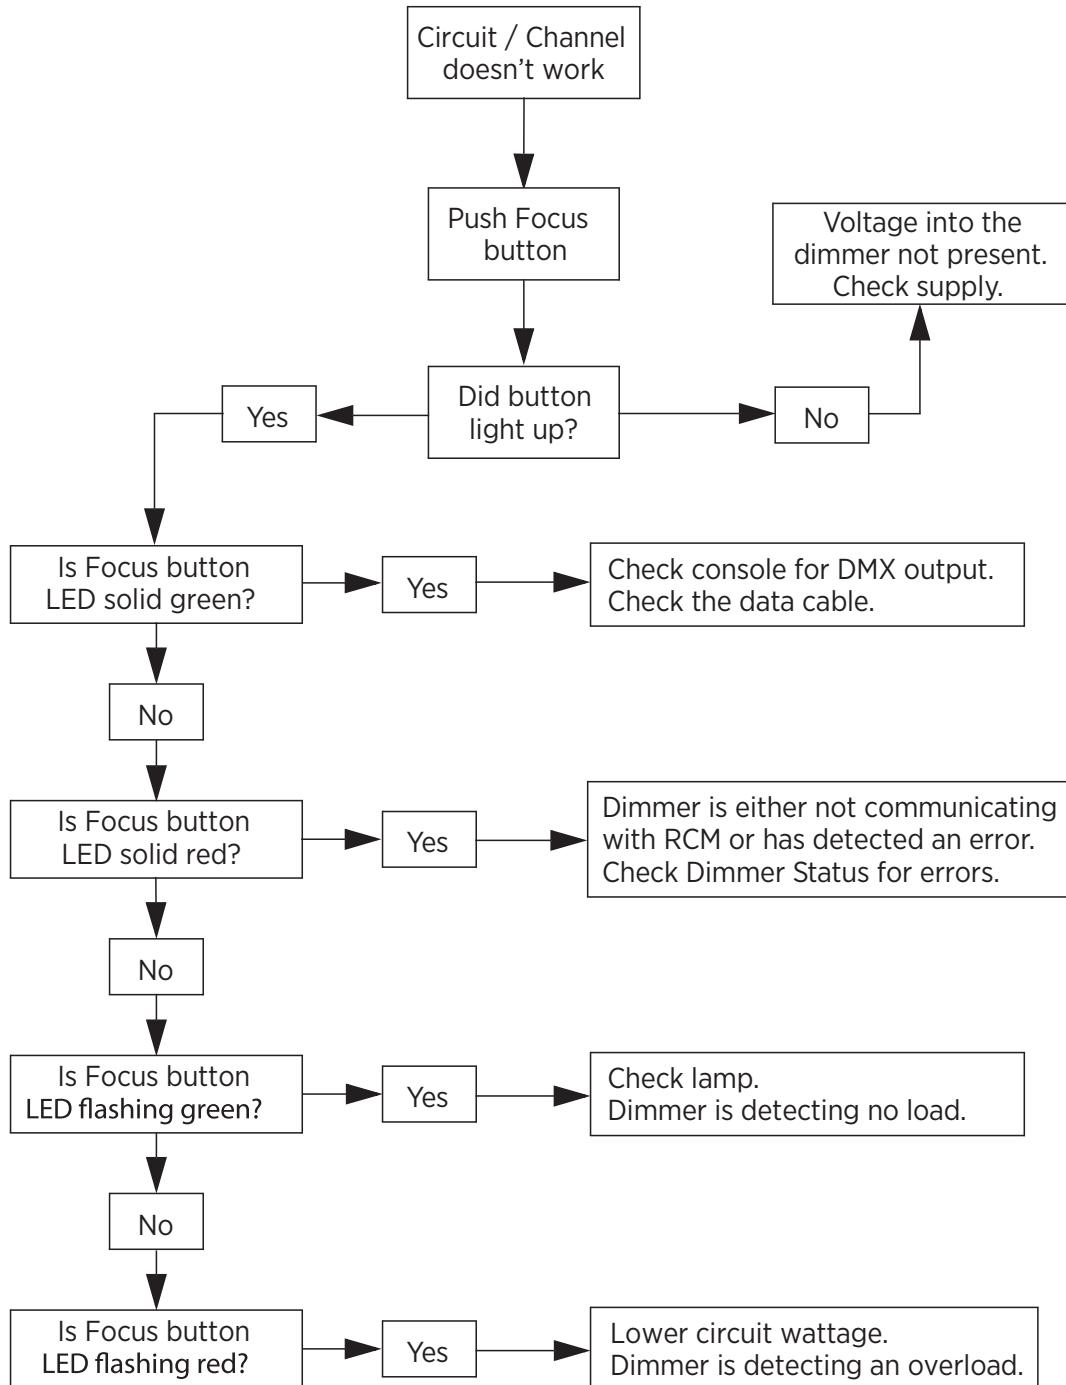 Circuit / Channel
doesn't work
Push Focus
button
Voltage into the
dimmer not present.
Check supply.
Did button
light up?
Yes
No
Is Focus button
LED solid green?
Yes
Check console for DMX output.
Check the data cable.
No
Is Focus button
LED solid red?
Yes
Dimmer is either not communicating
with RCM or has detected an error.
Check Dimmer Status for errors.
No
Is Focus button
LED flashing green?
Yes
Check lamp.
Dimmer is detecting no load.
No
Is Focus button
LED flashing red?
Yes
Lower circuit wattage.
Dimmer is detecting an overload.